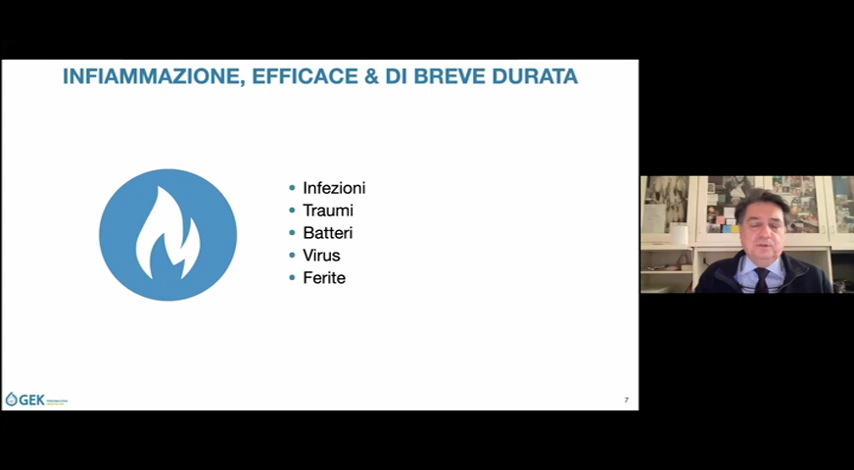 INFIAMMAZIONE, EFFICACE & DI BREVE DURATA
Infezioni
Traumi
Batteri
Virus
Ferite
GEK
7